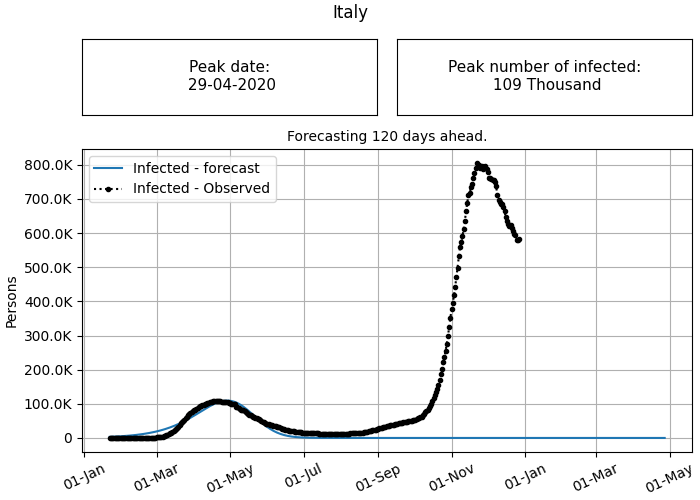 Italy
Peak date:
29-04-2020
Peak number of infected:
109 Thousand
Forecasting 120 days ahead.
Infected - forecast
Infected - Observed
800.0K
700.0K
600.0K
500.0K
400.0K
300.0K
200.0K
100.0K
0
Persons
01-Jan
01-Mar
01-May
01-Jul
01-Sep
01-Nov
01-Jan
01-Mar
01-May